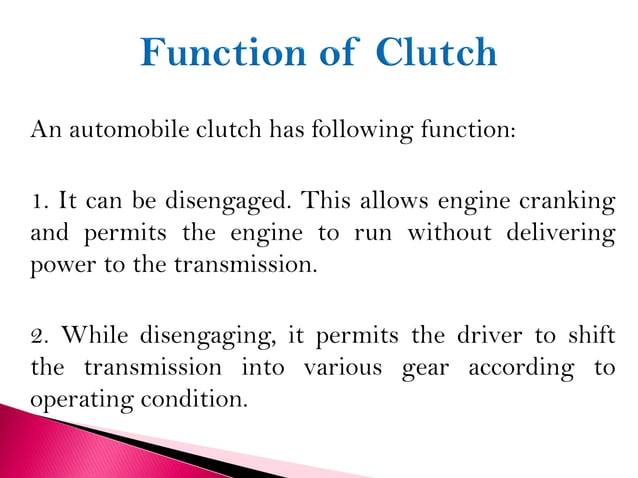 Function of Clutch
An automobile clutch has following function:
1. It can be disengaged. This allows engine cranking
and permits the engine to run without delivering
power to the transmission.
2. While disengaging, it permits the driver to shift
the transmission into various gear according to
operating condition.